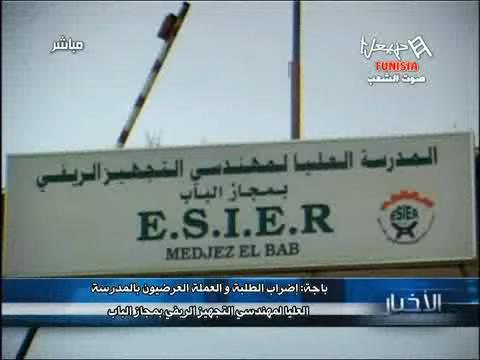 مباشر
TUNISIA
صوت الشعب
المدرسة العليا لمهندسي التجهيز الريفي
بمجاز الباب
E.S.I.E.R
MEDJEZ EL BAB
ESIER
باجة: اضراب الطلبة و العملة العرضيون بالمدرسة
العليا لمهندسي التجهيز الريفي بمجاز الباب
الأخبار